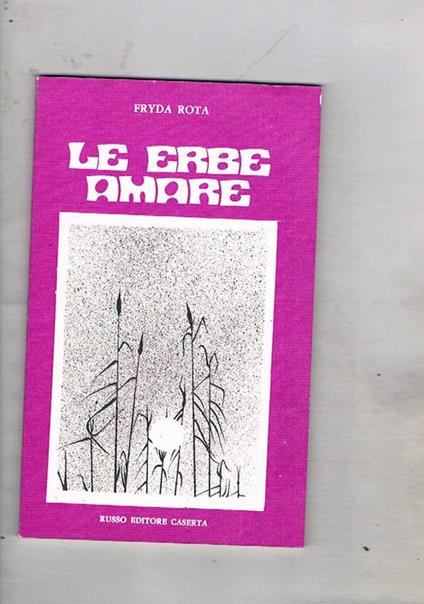 FRYDA ROTA
LE ERBE
AMARE
RUSSO EDITORE CASERTA